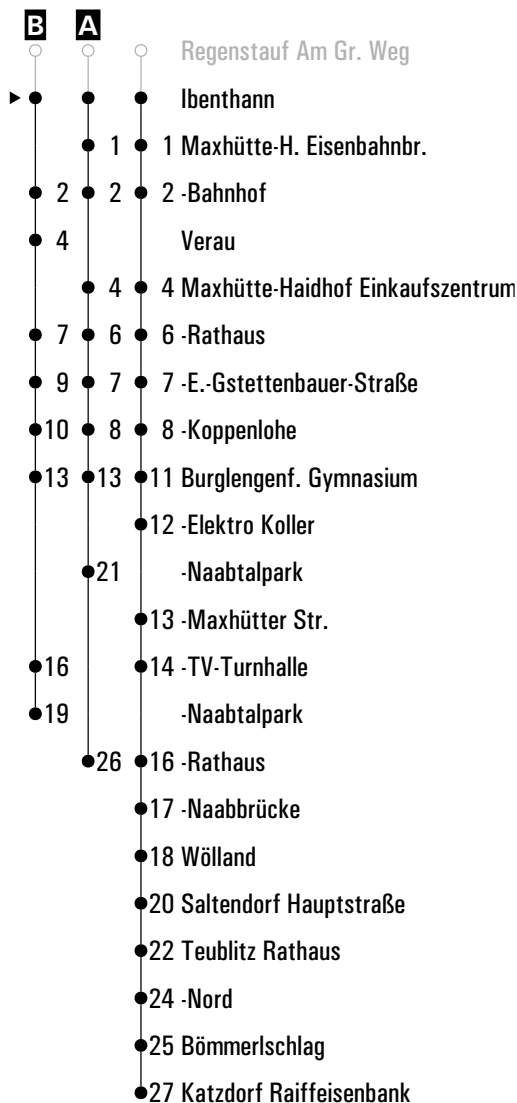 B A
Regenstauf Am Gr. Weg
Ibenthann
1 1 Maxhütte-H. Eisenbahnbr.
2 2 2 -Bahnhof
4 Verau
4 4 Maxhütte-Haidhof Einkaufszentrum
7 6 6 -Rathaus
9 7 7 -E.-Gstettenbauer-Straße
10 8 8 -Koppenlohe
13 13 11 Burglengenf. Gymnasium
12 -Elektro Koller
21 -Naabtalpark
13 -Maxhütter Str.
16 14 -TV-Turnhalle
19 -Naabtalpark
26 16 -Rathaus
17 -Naabbrücke
18 Wölland
20 Saltendorf Hauptstraße
22 Teublitz Rathaus
24 -Nord
25 Bömmerlschlag
27 Katzdorf Raiffeisenbank